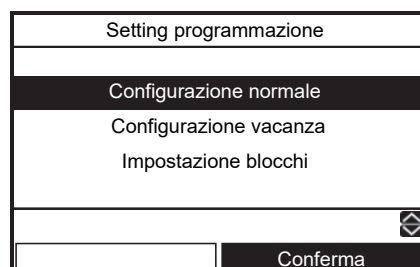 Setting programmazione
Configurazione normale
Configurazione vacanza
Impostazione blocchi
Conferma